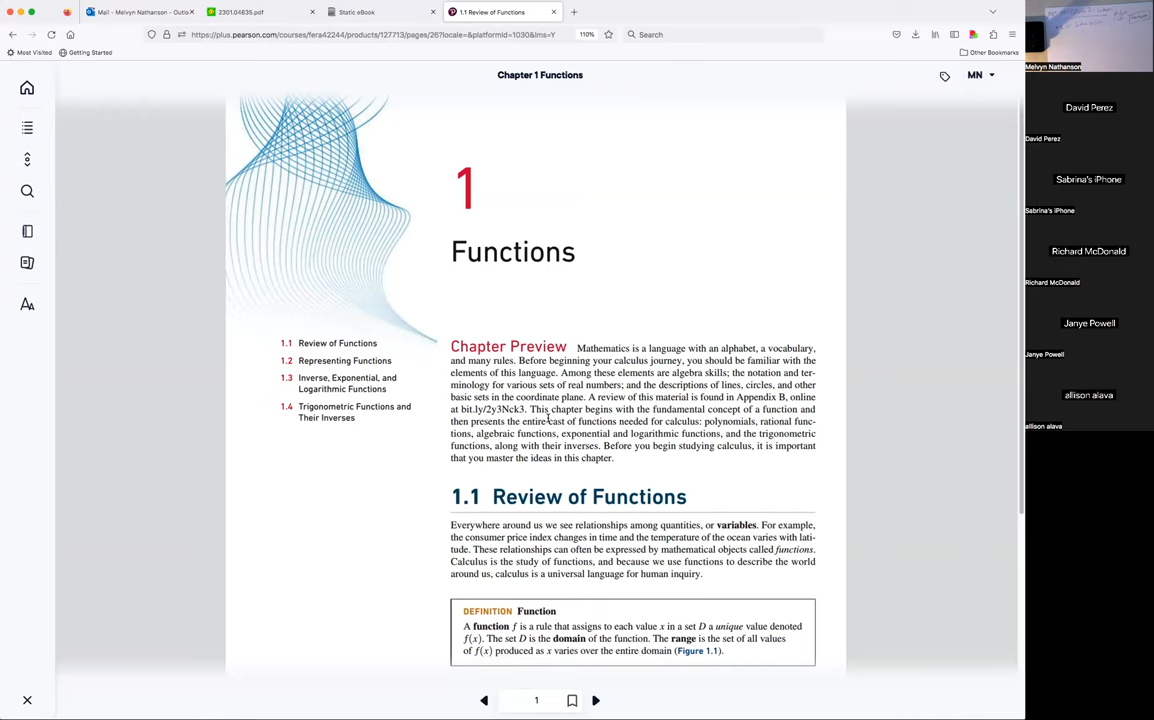 Mail - Melvyn Nathanson - Outlo
2301.04635.pdf
Static eBook
1.1 Review of Functions
https://plus.pearson.com/courses/fera42244/products/127713/pages/26?locale=&platformId=1030&lms=Y
110%
Search
Most Visited
Getting Started
Other Bookmarks
Chapter 1 Functions
MN
1
Functions
1.1 Review of Functions
1.2 Representing Functions
1.3 Inverse, Exponential, and
Logarithmic Functions
1.4 Trigonometric Functions and
Their Inverses
Chapter Preview Mathematics is a language with an alphabet, a vocabulary,
and many rules. Before beginning your calculus journey, you should be familiar with the
elements of this language. Among these elements are algebra skills; the notation and ter-
minology for various sets of real numbers; and the descriptions of lines, circles, and other
basic sets in the coordinate plane. A review of this material is found in Appendix B, online
at bit.ly/2y3Nck3. This chapter begins with the fundamental concept of a function and
then presents the entire cast of functions needed for calculus: polynomials, rational func-
tions, algebraic functions, exponential and logarithmic functions, and the trigonometric
functions, along with their inverses. Before you begin studying calculus, it is important
that you master the ideas in this chapter.
1.1 Review of Functions
Everywhere around us we see relationships among quantities, or variables. For example,
the consumer price index changes in time and the temperature of the ocean varies with lati-
tude. These relationships can often be expressed by mathematical objects called functions.
Calculus is the study of functions, and because we use functions to describe the world
around us, calculus is a universal language for human inquiry.
DEFINITION Function
A function f is a rule that assigns to each value x in a set D a unique value denoted
f(x). The set D is the domain of the function. The range is the set of all values
of f(x) produced as x varies over the entire domain (Figure 1.1).
1
Melvyn Nathanson
David Perez
David Perez
Sabrina's iPhone
Sabrina's iPhone
Richard McDonald
Richard McDonald
Janye Powell
Janye Powell
allison alava
allison alava